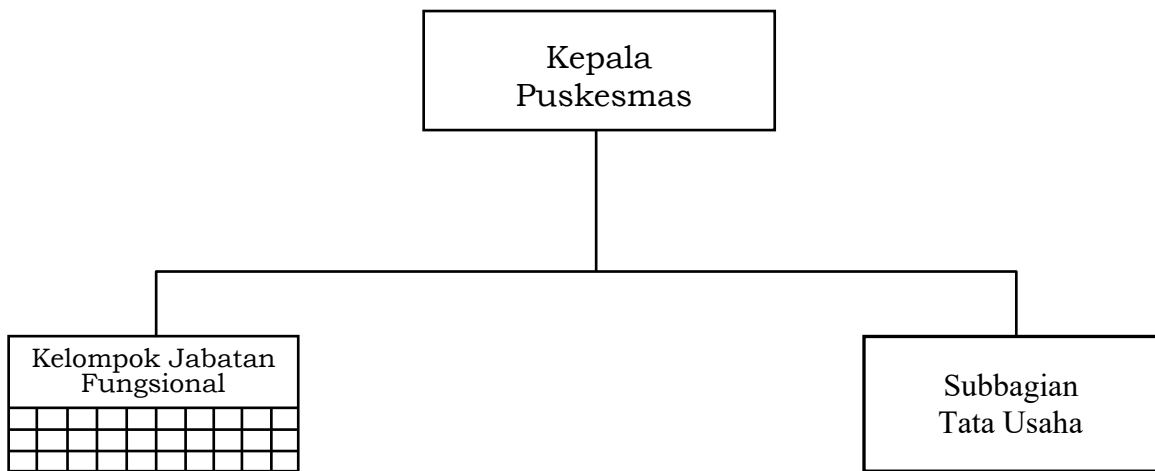 Kepala
Puskesmas
Kelompok Jabatan
Fungsional
Subbagian
Tata Usaha